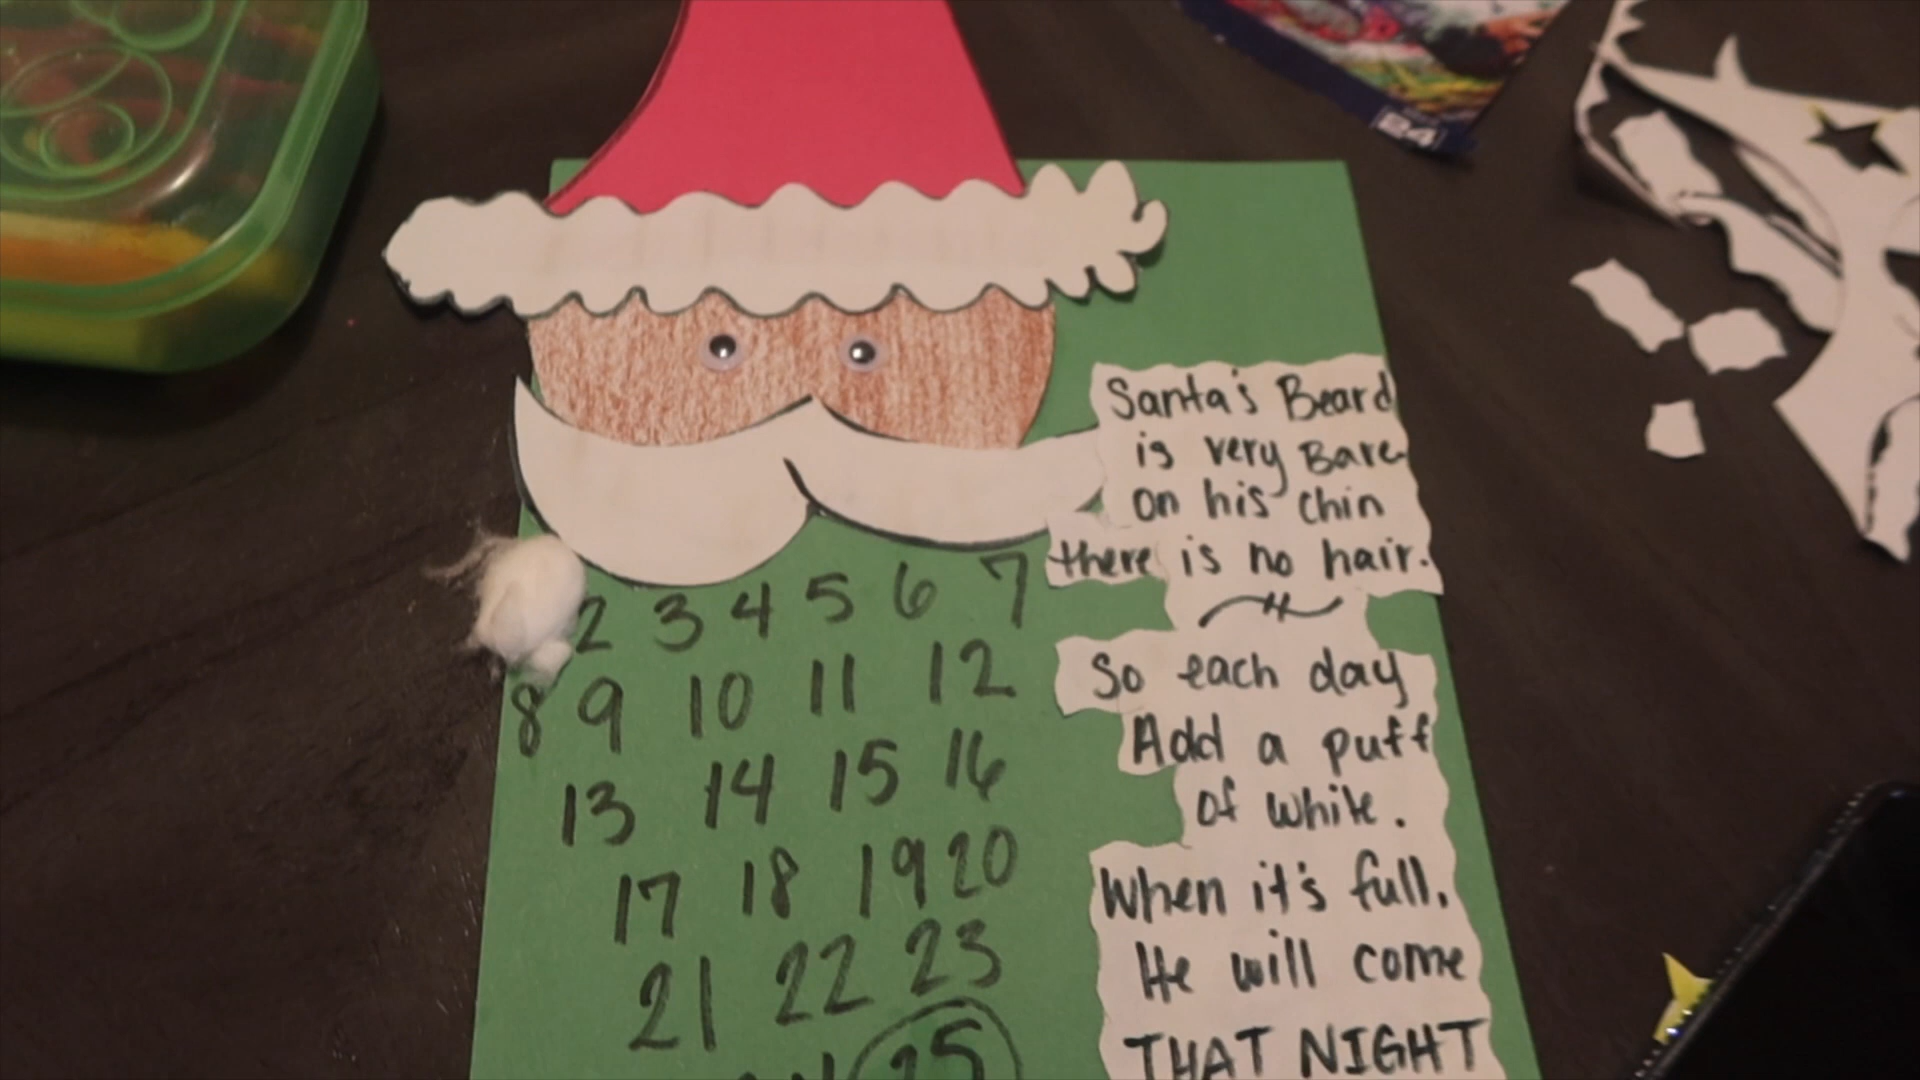 24
Santa's Beard
is very Bare
on his chin
there is no hair.
So each day
Add a puff
of white.
When it's full.
He will come
THAT NIGHT
2 3 4 5 6 7
8 9 10 11 12
13 14 15 16
17 18 19 20
21 22 23
25